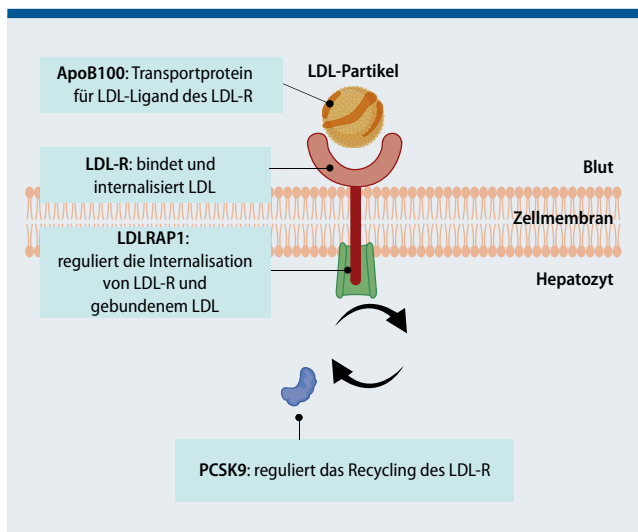 ApoB100: Transportprotein
für LDL-Ligand des LDL-R
LDL-Partikel
LDL-R: bindet und
internalisiert LDL
Blut
Zellmembran
LDLRAP1:
reguliert die Internalisation
von LDL-R und
gebundenem LDL
Hepatozyt
PCSK9: reguliert das Recycling des LDL-R